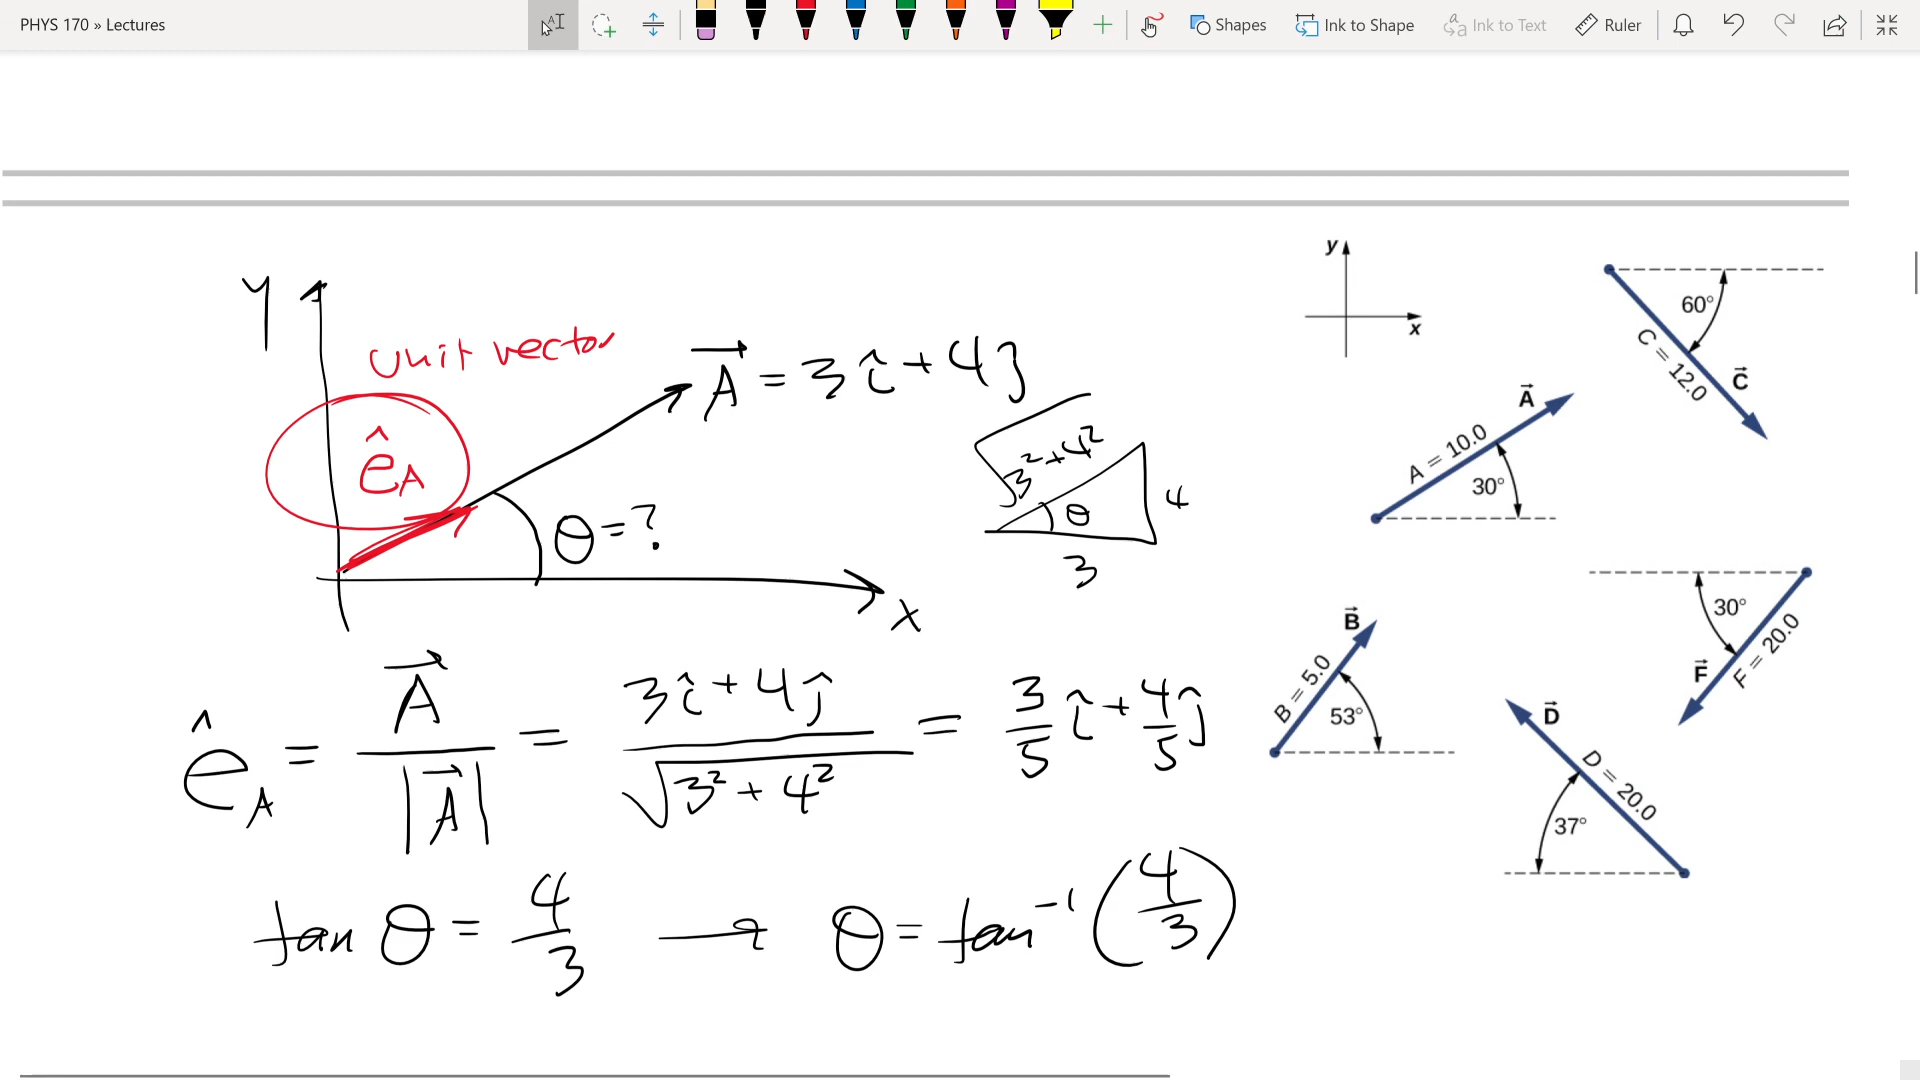 PHYS 170 » Lectures
Shapes
Ink to Shape
Ink to Text
Ruler
y
unit vector
A⃗ = 3î + 4ĵ
ê_A
θ = ?
x
√3² + 4²
θ
4
3
ê_A = A⃗ / |A⃗| = (3î + 4ĵ) / √(3² + 4²) = 3/5 î + 4/5 ĵ
tan θ = 4/3 → θ = tan⁻¹(4/3)
y
x
60°
C = 12.0
C⃗
A⃗
A = 10.0
30°
B⃗
B = 5.0
53°
30°
F⃗
F = 20.0
D⃗
D = 20.0
37°